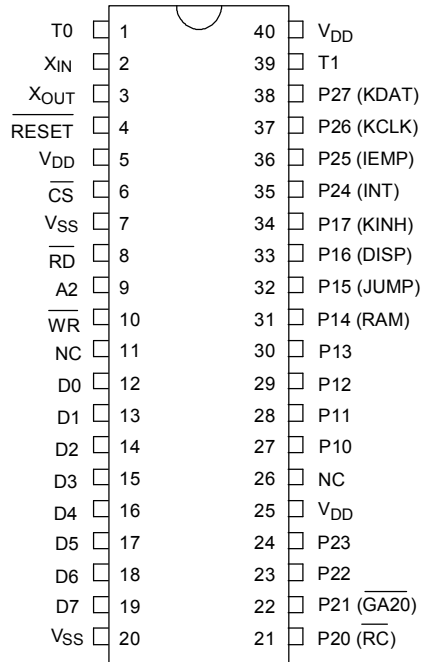 T0 1 40 VDD
XIN 2 39 T1
XOUT 3 38 P27 (KDAT)
RESET 4 37 P26 (KCLK)
VDD 5 36 P25 (IEMP)
CS 6 35 P24 (INT)
VSS 7 34 P17 (KINH)
RD 8 33 P16 (DISP)
A2 9 32 P15 (JUMP)
WR 10 31 P14 (RAM)
NC 11 30 P13
D0 12 29 P12
D1 13 28 P11
D2 14 27 P10
D3 15 26 NC
D4 16 25 VDD
D5 17 24 P23
D6 18 23 P22
D7 19 22 P21 (GA20)
VSS 20 21 P20 (RC)